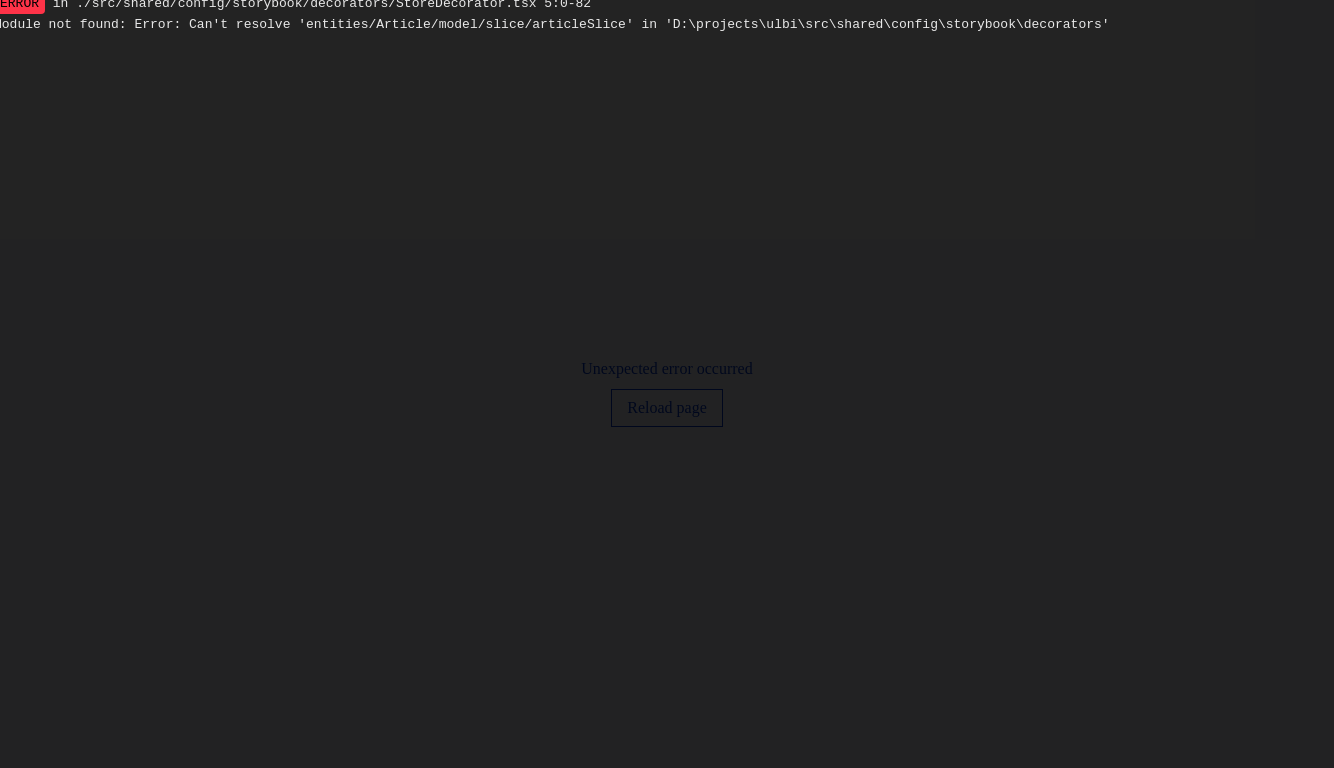 ERROR in ./src/shared/config/storybook/decorators/StoreDecorator.tsx 5:0-82
Module not found: Error: Can't resolve 'entities/Article/model/slice/articleSlice' in 'D:\projects\ulbi\src\shared\config\storybook\decorators'
Unexpected error occurred
Reload page